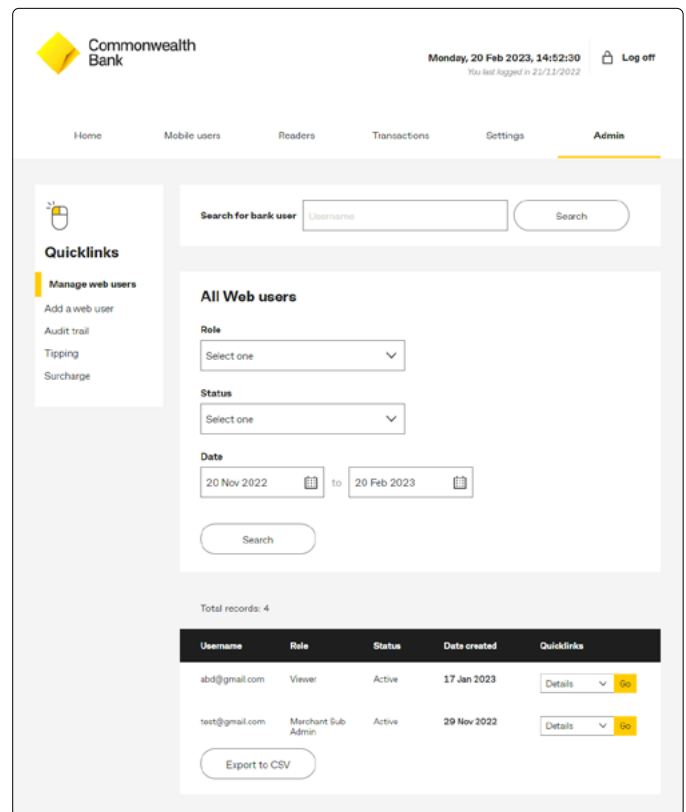 Commonwealth
Bank
Monday, 20 Feb 2023, 14:52:30
Log off
You last logged in 21/11/2022
Home Mobile users Readers Transactions Settings Admin
Quicklinks
Manage web users
Add a web user
Audit trail
Tipping
Surcharge
Search for bank user Username Search
All Web users
Role
Select one
Status
Select one
Date
20 Nov 2022 to 20 Feb 2023
Search
Total records: 4
Username Role Status Date created Quicklinks
abd@gmail.com Viewer Active 17 Jan 2023 Details Go
test@gmail.com Merchant Sub Active 29 Nov 2022 Details Go
Admin
Export to CSV